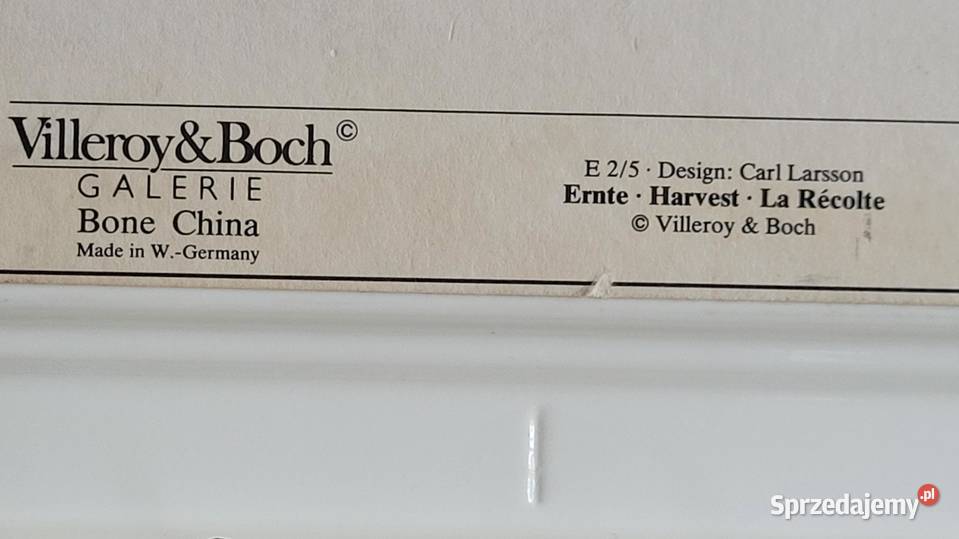 Villeroy&Boch©
GALERIE
Bone China
Made in W.-Germany
E 2/5 · Design: Carl Larsson
Ernte · Harvest · La Récolte
© Villeroy & Boch
Sprzedajemy.pl